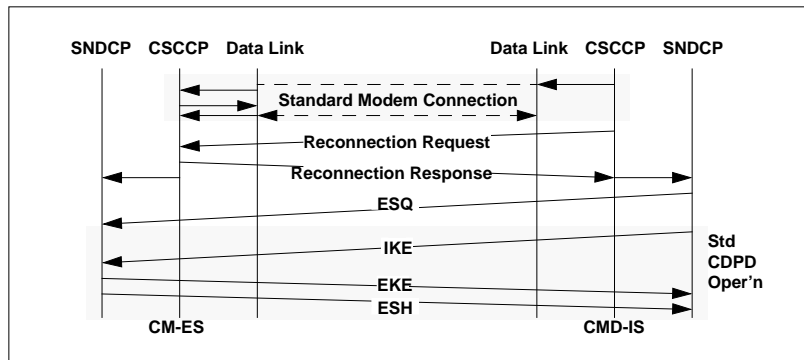 SNDCP CSCCP Data Link Data Link CSCCP SNDCP
Standard Modem Connection
Reconnection Request
Reconnection Response
ESQ
IKE
Std
CDPD
Oper'n
EKE
ESH
CM-ES CMD-IS